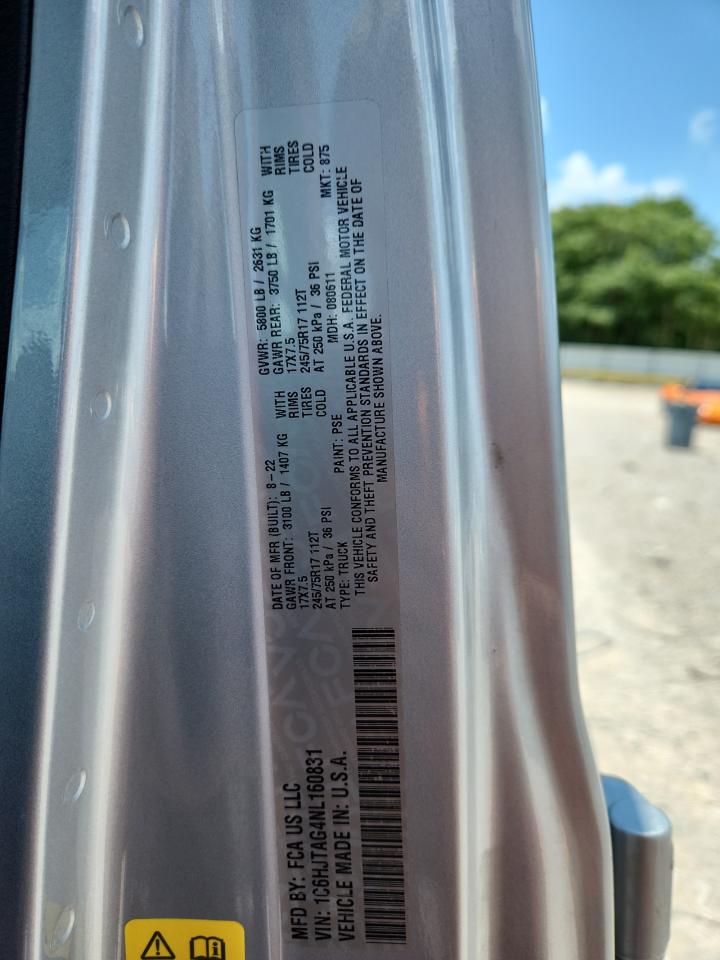 MFD BY: FCA US LLC
VIN: 1C6HJTAG4NL160831
VEHICLE MADE IN: U.S.A.
DATE OF MFR (BUILT): 8-22 GVWR: 5800 LB / 2631 KG
GAWR FRONT: 3100 LB / 1407 KG WITH GAWR REAR: 3750 LB / 1701 KG WITH
17X7.5 RIMS 17X7.5 RIMS
245/75R17 112T TIRES 245/75R17 112T TIRES
AT 250 kPa / 36 PSI COLD AT 250 kPa / 36 PSI COLD
TYPE: TRUCK PAINT: PSE MDH: 080611 MKT: 875
THIS VEHICLE CONFORMS TO ALL APPLICABLE U.S.A. FEDERAL MOTOR VEHICLE
SAFETY AND THEFT PREVENTION STANDARDS IN EFFECT ON THE DATE OF
MANUFACTURE SHOWN ABOVE.